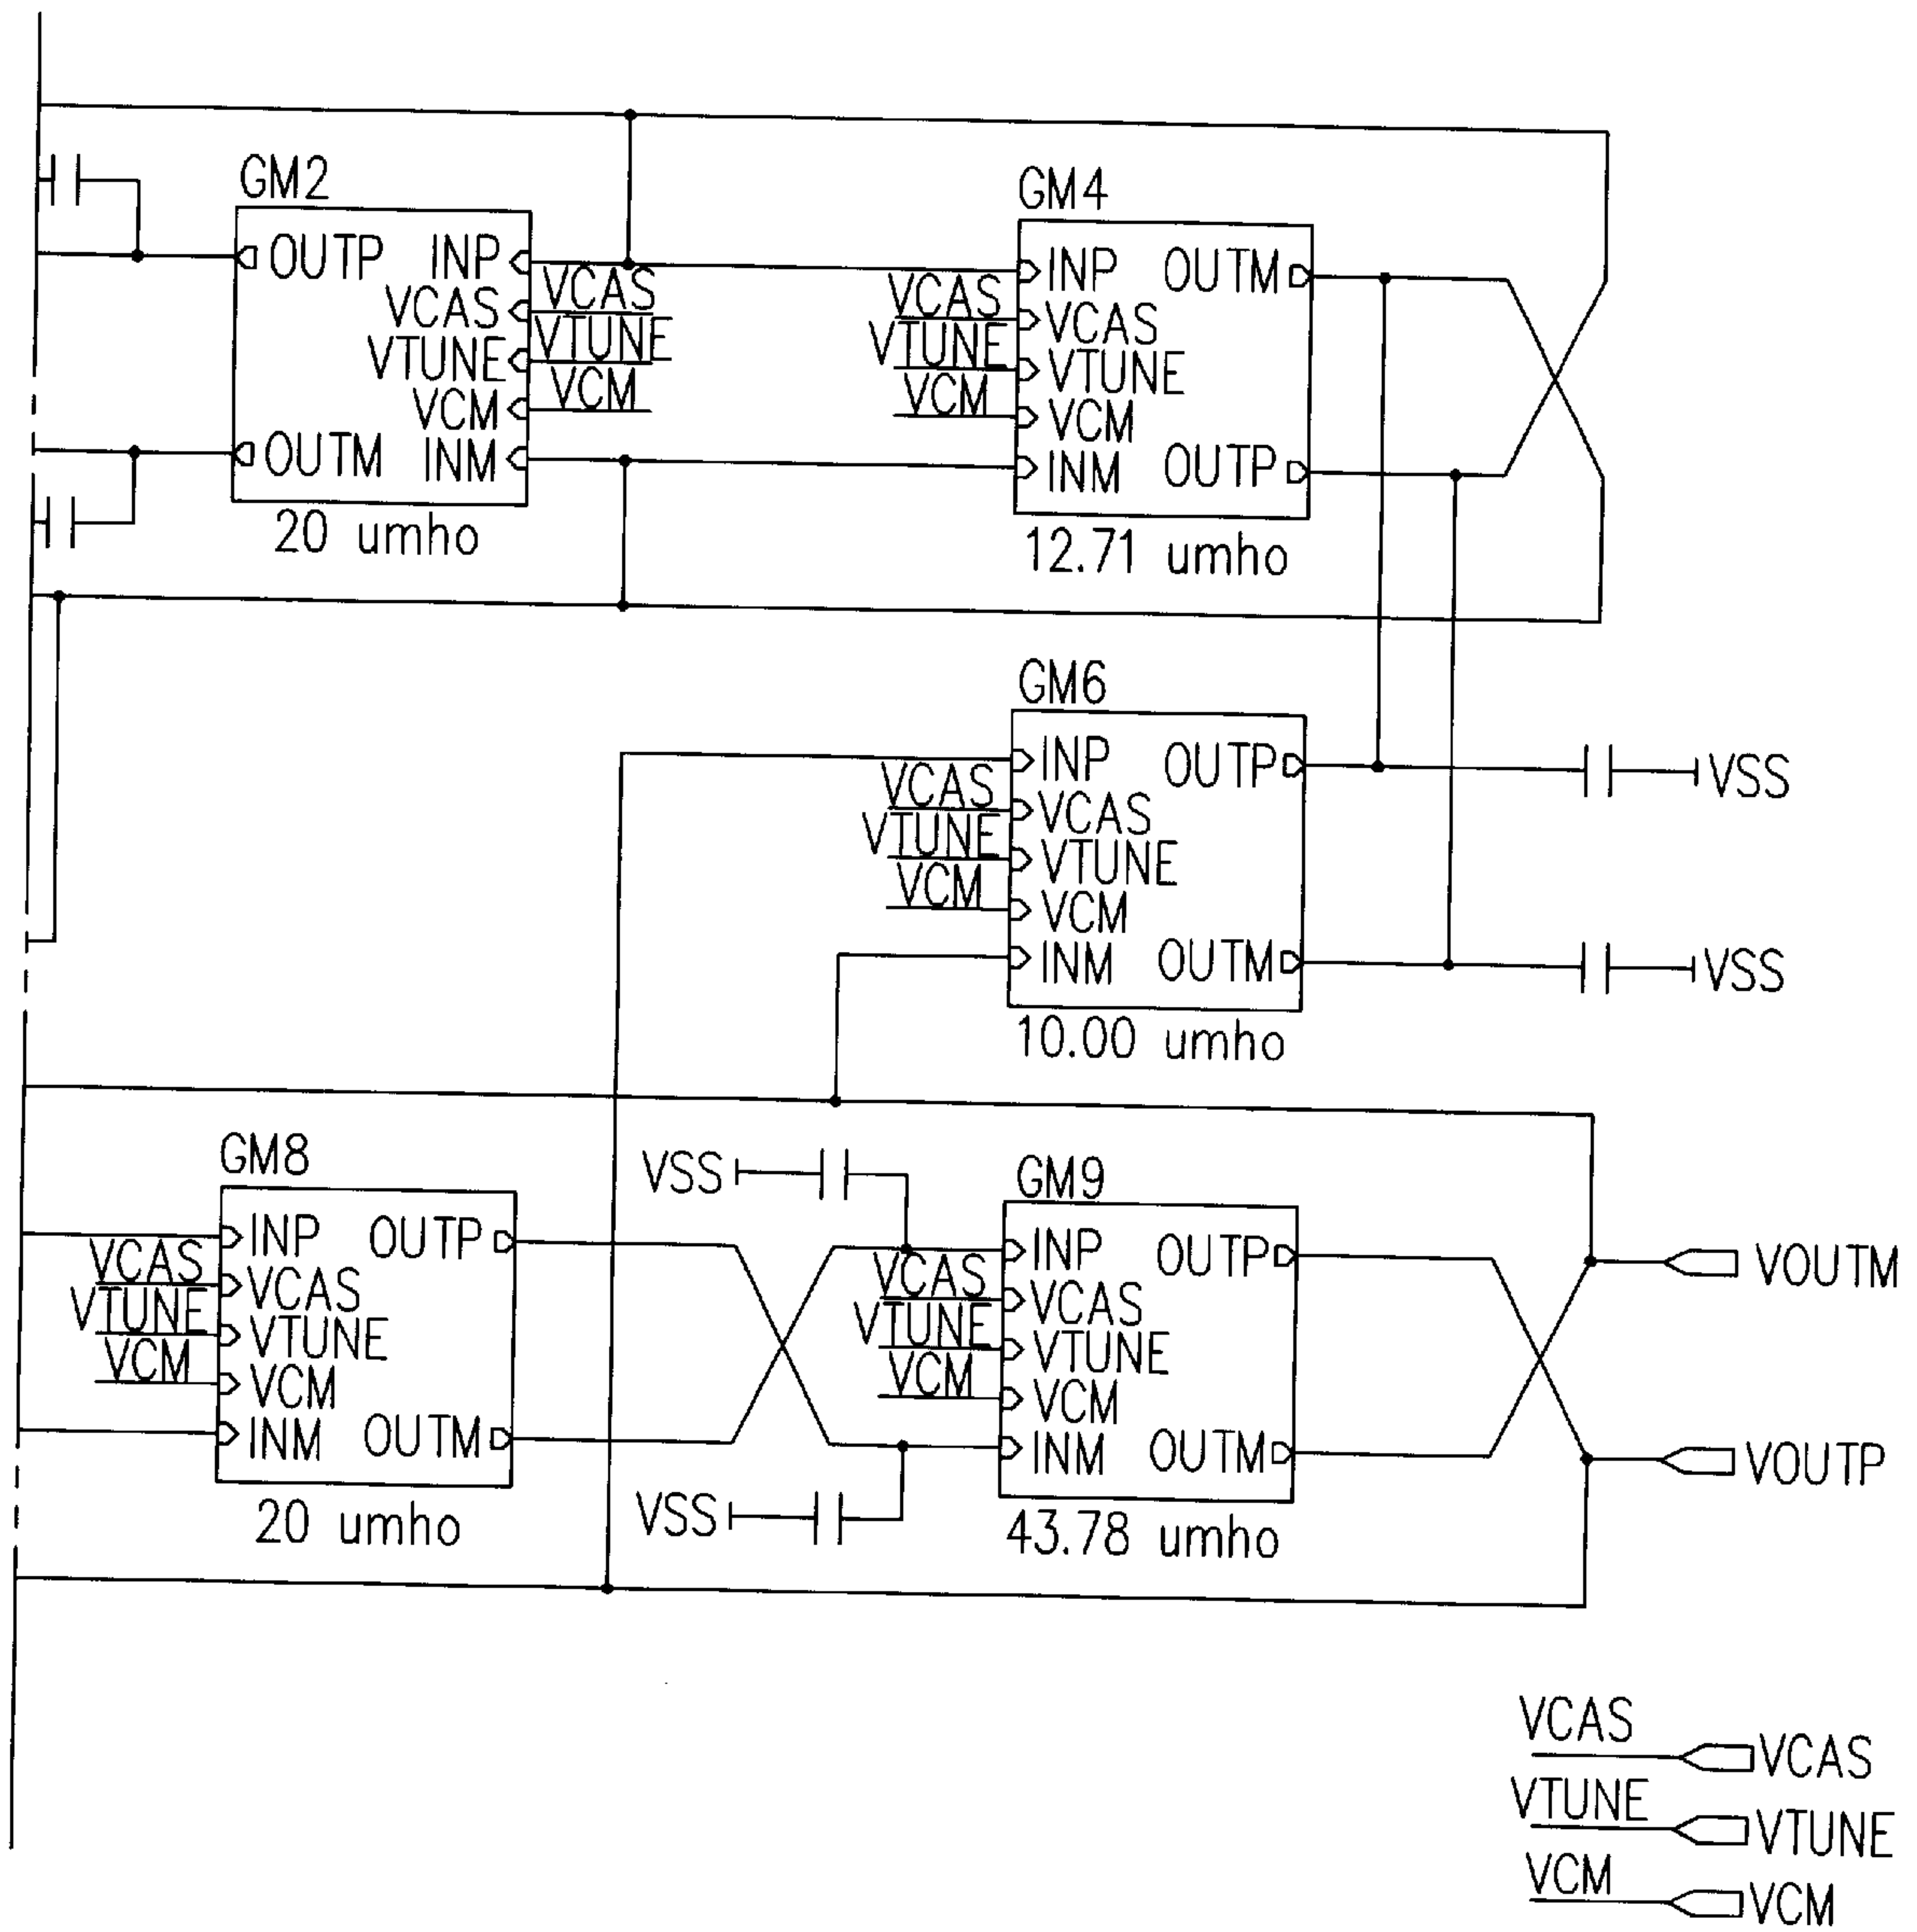 GM2
OUTP INP
VCAS
VTUNE
VCM
OUTM INM
VCAS
VTUNE
VCM
20 umho
GM4
VCAS
VTUNE
VCM
INP OUTM
VCAS
VTUNE
VCM
INM OUTP
12.71 umho
GM6
VCAS
VTUNE
VCM
INP OUTP
VCAS
VTUNE
VCM
INM OUTM
10.00 umho
VSS
VSS
GM8
VCAS
VTUNE
VCM
INP OUTP
VCAS
VTUNE
VCM
INM OUTM
20 umho
VSS
VSS
GM9
VCAS
VTUNE
VCM
INP OUTP
VCAS
VTUNE
VCM
INM OUTM
43.78 umho
VOUTM
VOUTP
VCAS VCAS
VTUNE VTUNE
VCM VCM